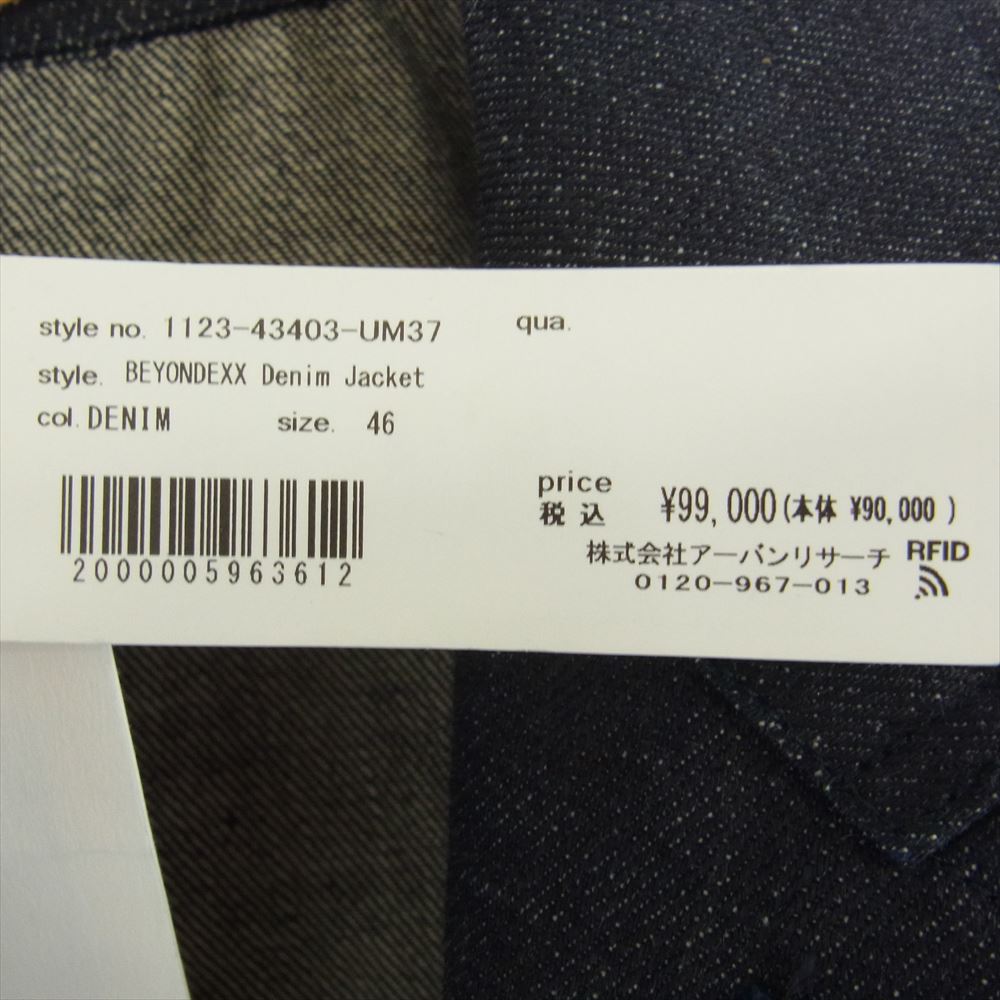 style no. 1123-43403-UM37
qua.
style. BEYONDEXX Denim Jacket
col. DENIM size. 46
2000005963612
price
税込 ¥99,000(本体 ¥90,000 )
株式会社アーバンリサーチ RFID
0120-967-013